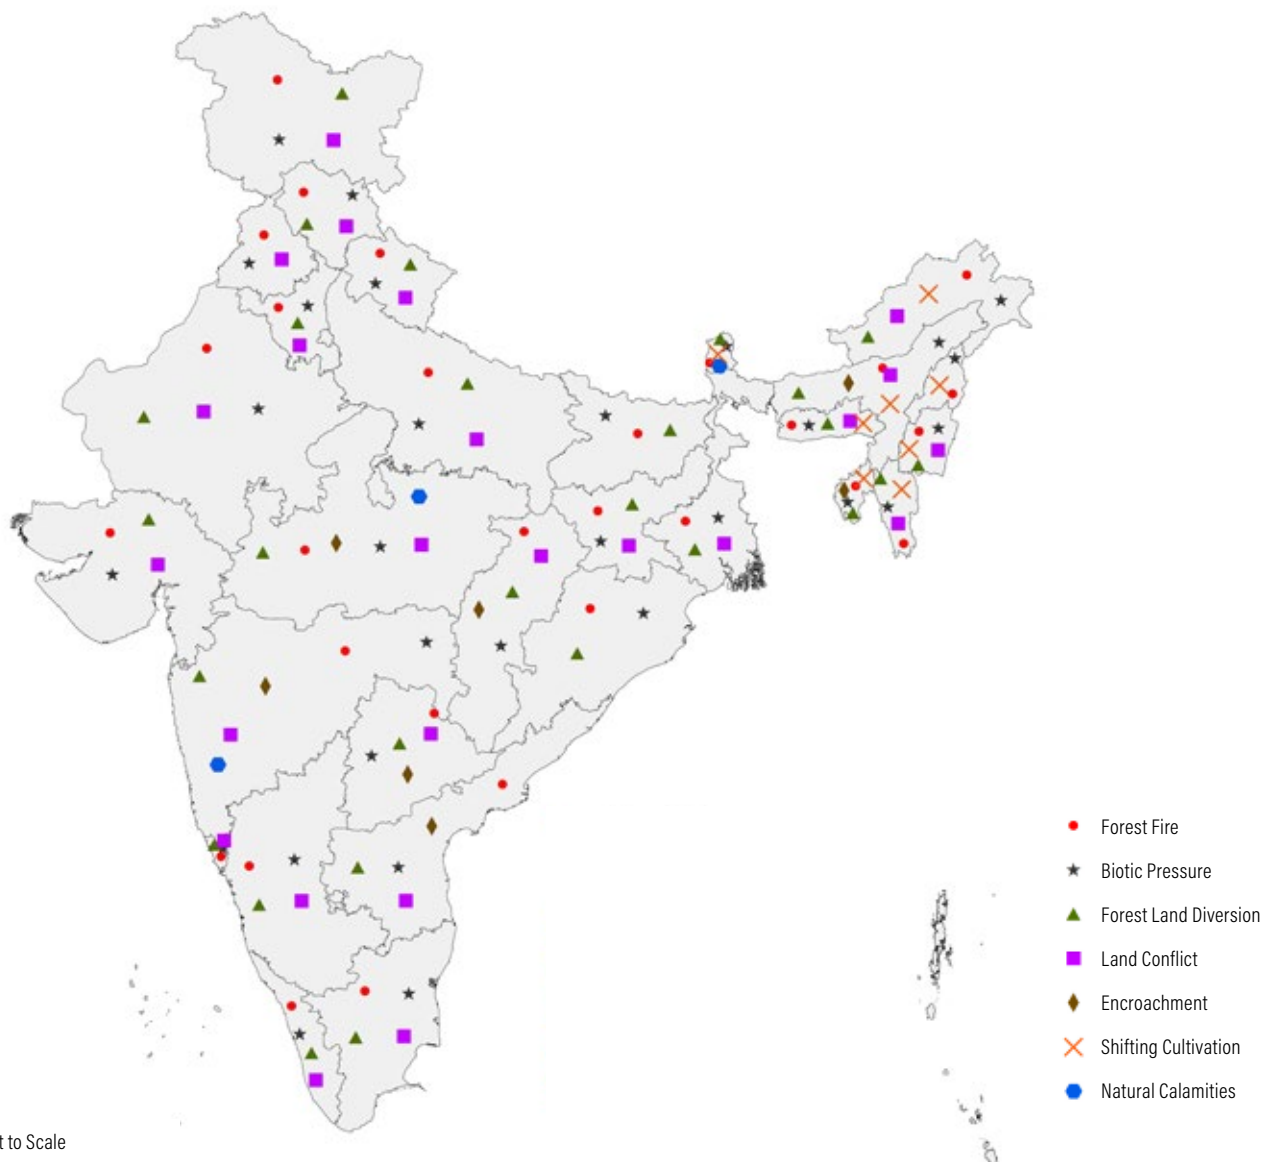 Forest Fire
Biotic Pressure
Forest Land Diversion
Land Conflict
Encroachment
Shifting Cultivation
Natural Calamities
t to Scale